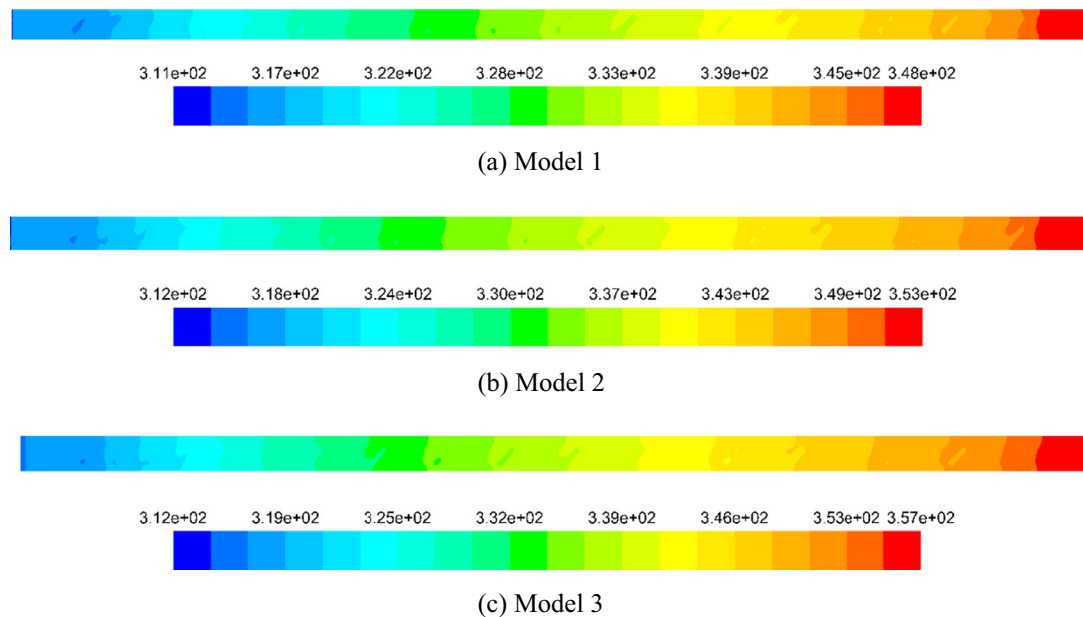 3.11e+02 3.17e+02 3.22e+02 3.28e+02 3.33e+02 3.39e+02 3.45e+02 3.48e+02
(a) Model 1
3.12e+02 3.18e+02 3.24e+02 3.30e+02 3.37e+02 3.43e+02 3.49e+02 3.53e+02
(b) Model 2
3.12e+02 3.19e+02 3.25e+02 3.32e+02 3.39e+02 3.46e+02 3.53e+02 3.57e+02
(c) Model 3